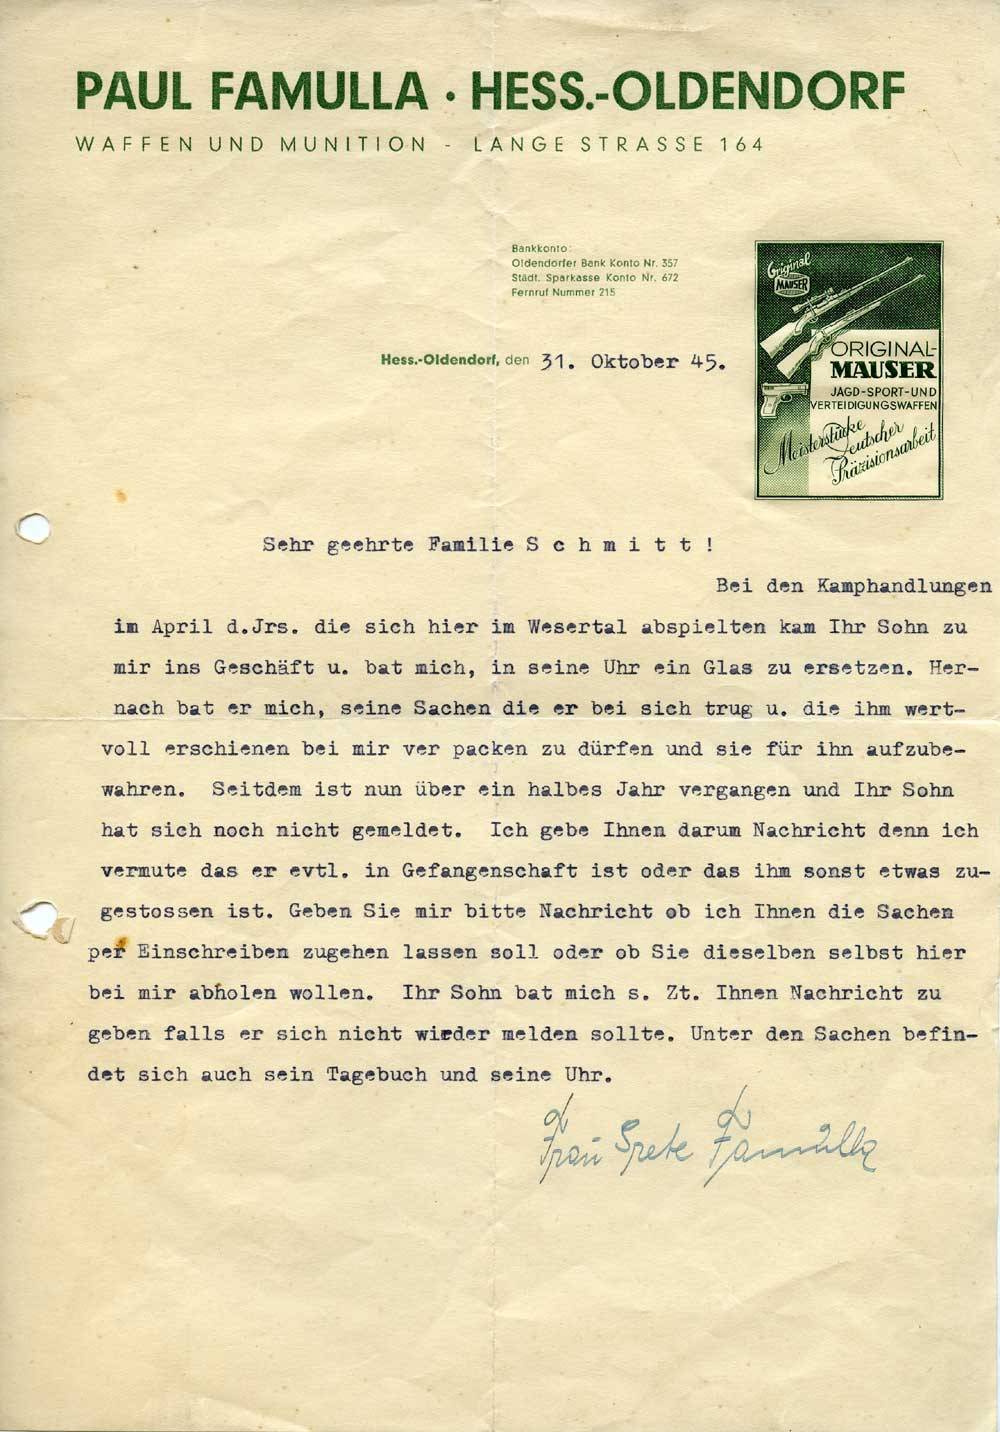 PAUL FAMULLA · HESS.-OLDENDORF
WAFFEN UND MUNITION - LANGE STRASSE 164
Bankkonto:
Oldendorfer Bank Konto Nr. 357
Städt. Sparkasse Konto Nr. 672
Fernruf Nummer 215
Original
MAUSER
ORIGINAL-
MAUSER
JAGD-SPORT-UND
VERTEIDIGUNGSWAFFEN
Meisterstücke
Deutscher
Präzisionsarbeit
Hess.-Oldendorf, den 31. Oktober 45.
Sehr geehrte Familie S c h m i t t !
Bei den Kamphandlungen
im April d.Jrs. die sich hier im Wesertal abspielten kam Ihr Sohn zu
mir ins Geschäft u. bat mich, in seine Uhr ein Glas zu ersetzen. Her-
nach bat er mich, seine Sachen die er bei sich trug u. die ihm wert-
voll erschienen bei mir ver packen zu dürfen und sie für ihn aufzube-
wahren. Seitdem ist nun über ein halbes Jahr vergangen und Ihr Sohn
hat sich noch nicht gemeldet. Ich gebe Ihnen darum Nachricht denn ich
vermute das er evtl. in Gefangenschaft ist oder das ihm sonst etwas zu-
gestossen ist. Geben Sie mir bitte Nachricht ob ich Ihnen die Sachen
per Einschreiben zugehen lassen soll oder ob Sie dieselben selbst hier
bei mir abholen wollen. Ihr Sohn bat mich s. Zt. Ihnen Nachricht zu
geben falls er sich nicht wieder melden sollte. Unter den Sachen befin-
det sich auch sein Tagebuch und seine Uhr.
Frau Grete Famulla